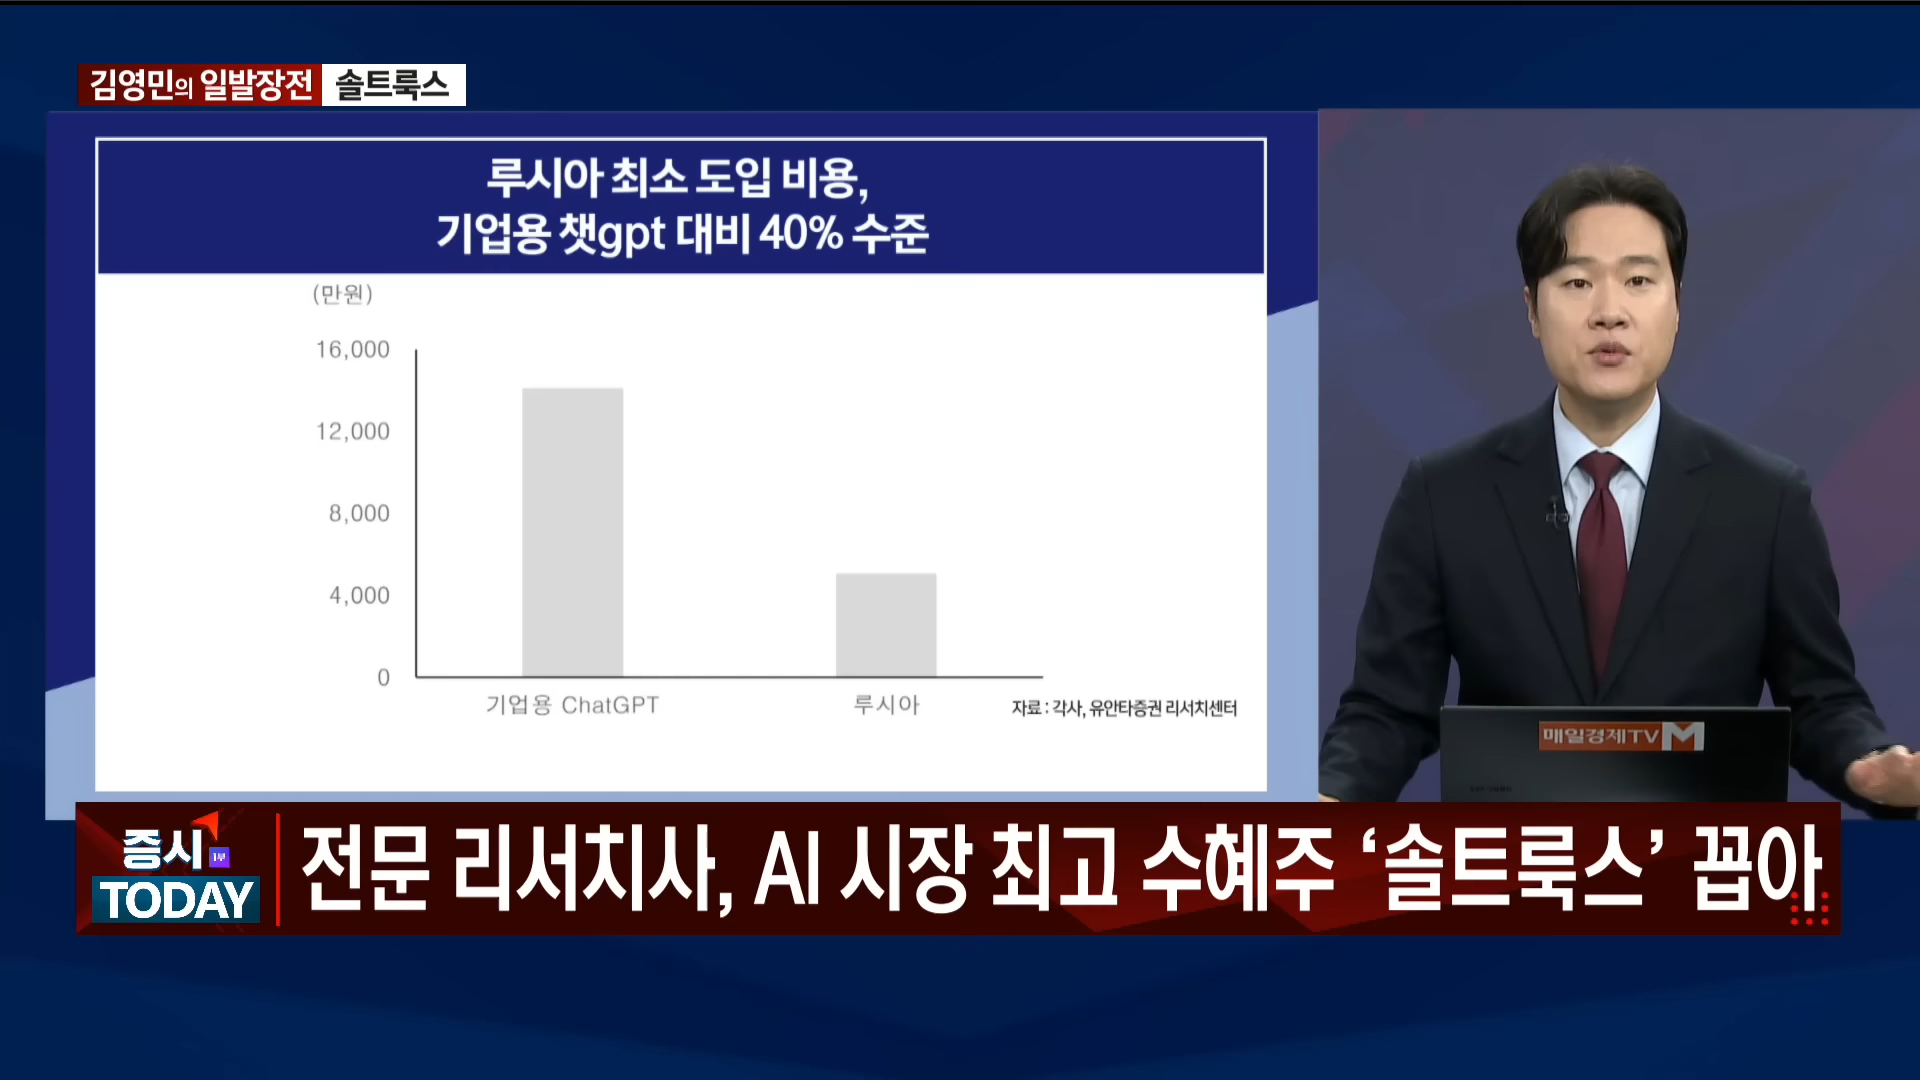 김영민의 일발장전 솔트룩스
루시아 최소 도입 비용,
기업용 챗gpt 대비 40% 수준
(만원)
16,000
12,000
8,000
4,000
0
기업용 ChatGPT
루시아
자료 : 각사, 유안타증권 리서치센터
매일경제TV M
증시 1부
TODAY
전문 리서치사, AI 시장 최고 수혜주 ‘솔트룩스’ 꼽아